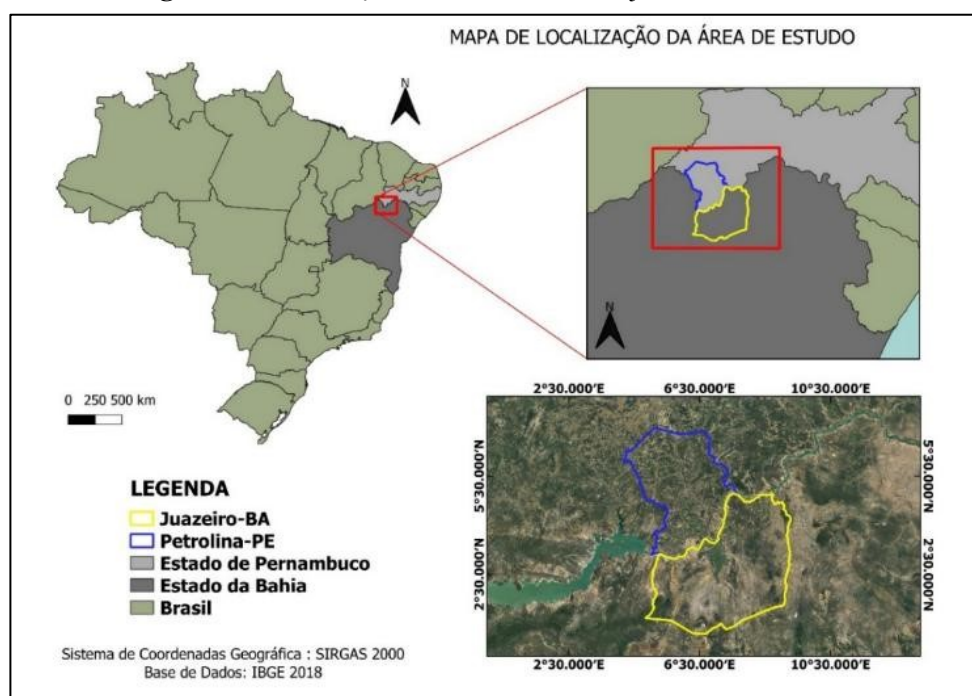 MAPA DE LOCALIZAÇÃO DA ÁREA DE ESTUDO
N
0 250 500 km
N
2°30.000'E 6°30.000'E 10°30.000'E
5°30.000'N
2°30.000'N
5°30.000'N
2°30.000'N
2°30.000'E 6°30.000'E 10°30.000'E
LEGENDA
Juazeiro-BA
Petrolina-PE
Estado de Pernambuco
Estado da Bahia
Brasil
Sistema de Coordenadas Geográfica : SIRGAS 2000
Base de Dados: IBGE 2018